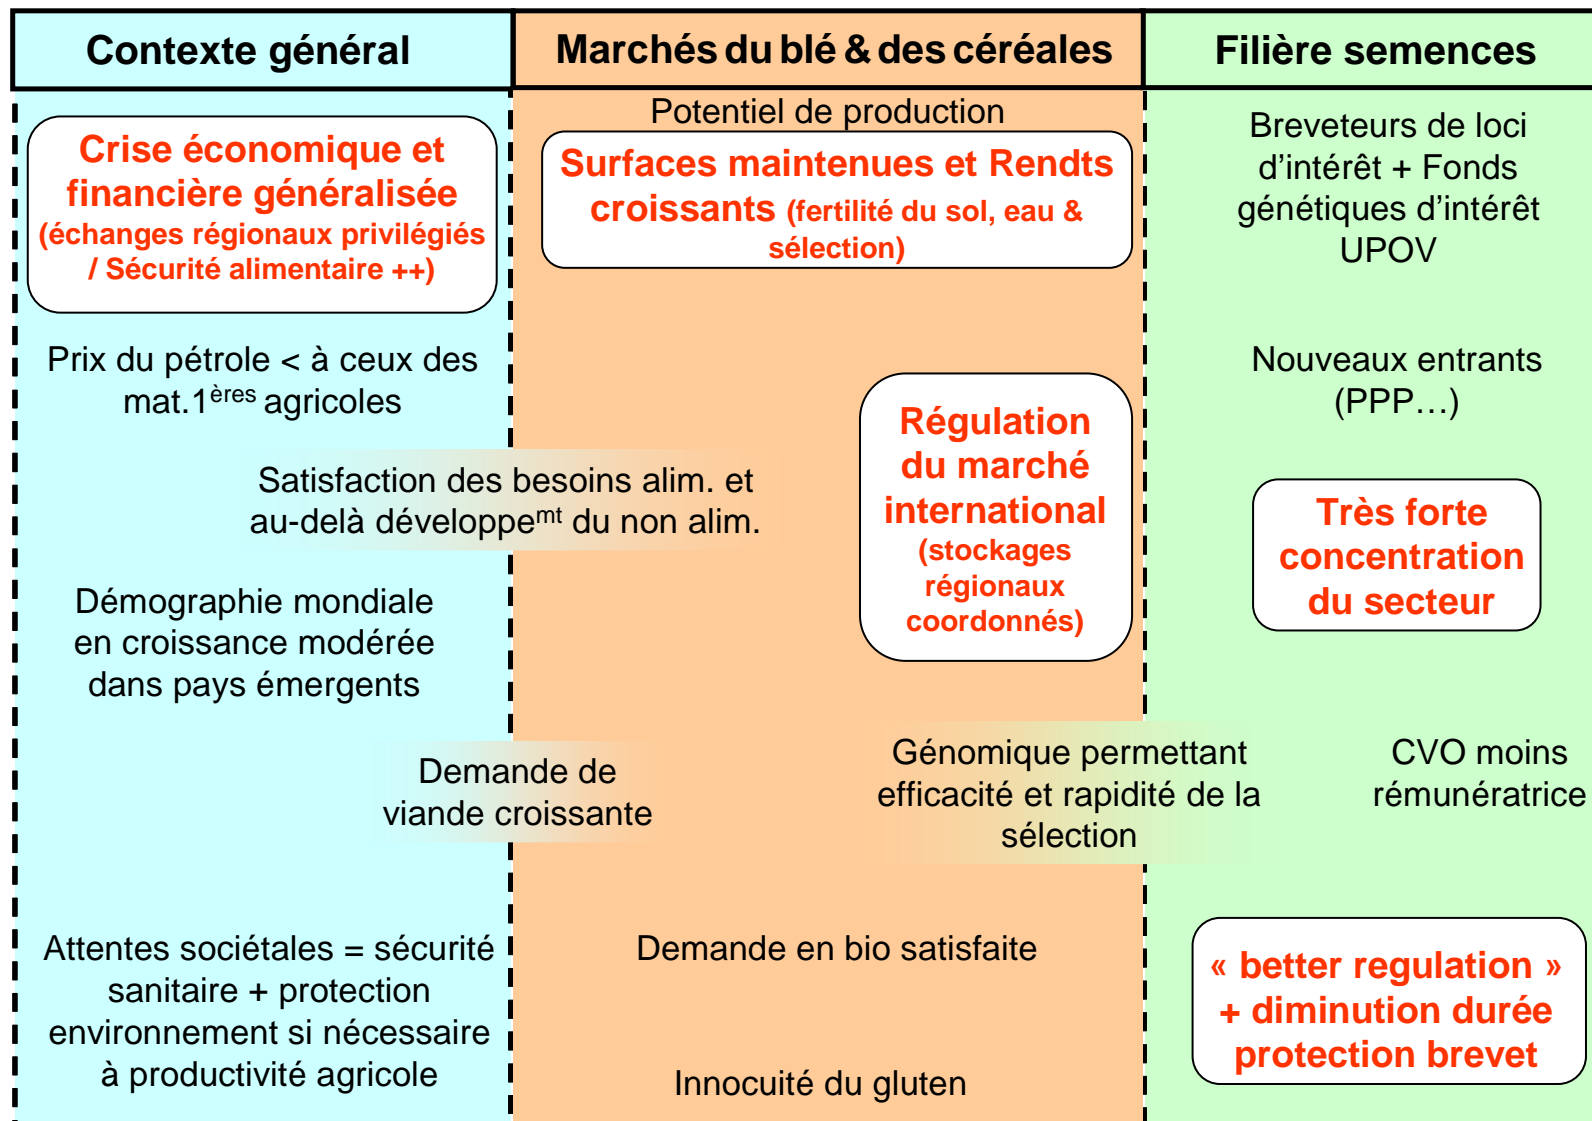 Contexte général
Marchés du blé & des céréales
Filière semences
Crise économique et
financière généralisée
(échanges régionaux privilégiés
/ Sécurité alimentaire ++)
Prix du pétrole < à ceux des
mat.1ères agricoles
Satisfaction des besoins alim. et
au-delà développemt du non alim.
Démographie mondiale
en croissance modérée
dans pays émergents
Demande de
viande croissante
Attentes sociétales = sécurité
sanitaire + protection
environnement si nécessaire
à productivité agricole
Potentiel de production
Surfaces maintenues et Rendts
croissants (fertilité du sol, eau &
sélection)
Régulation
du marché
international
(stockages
régionaux
coordonnés)
Génomique permettant
efficacité et rapidité de la
sélection
Demande en bio satisfaite
Innocuité du gluten
Breveteurs de loci
d’intérêt + Fonds
génétiques d’intérêt
UPOV
Nouveaux entrants
(PPP…)
Très forte
concentration
du secteur
CVO moins
rémunératrice
« better regulation »
+ diminution durée
protection brevet